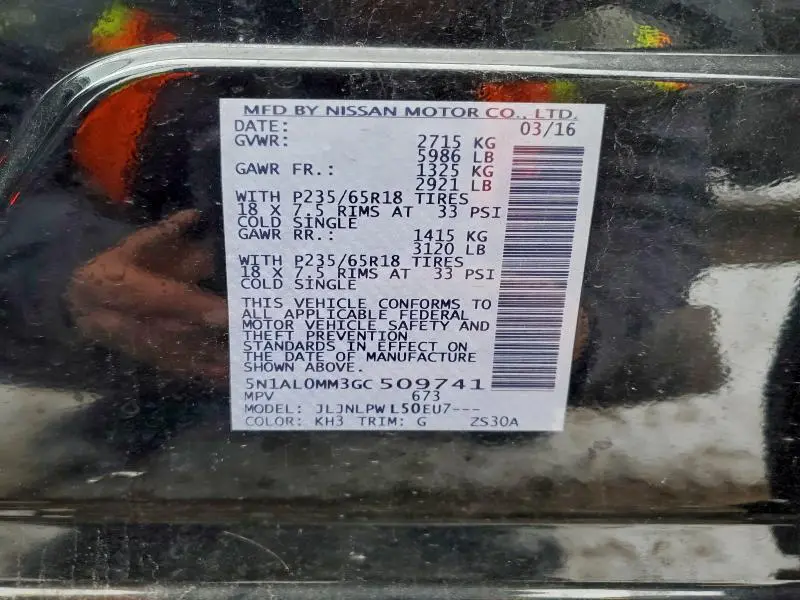 MFD BY NISSAN MOTOR CO., LTD.
DATE: 03/16
GVWR: 2715 KG
5986 LB
GAWR FR.: 1325 KG
2921 LB
WITH P235/65R18 TIRES
18 X 7.5 RIMS AT 33 PSI
COLD SINGLE
GAWR RR.: 1415 KG
3120 LB
WITH P235/65R18 TIRES
18 X 7.5 RIMS AT 33 PSI
COLD SINGLE
THIS VEHICLE CONFORMS TO
ALL APPLICABLE FEDERAL
MOTOR VEHICLE SAFETY AND
THEFT PREVENTION
STANDARDS IN EFFECT ON
THE DATE OF MANUFACTURE
SHOWN ABOVE.
5N1AL0MM3GC 509741
MPV 673
MODEL: JLJNLPW L50EU7---
COLOR: KH3 TRIM: G ZS30A